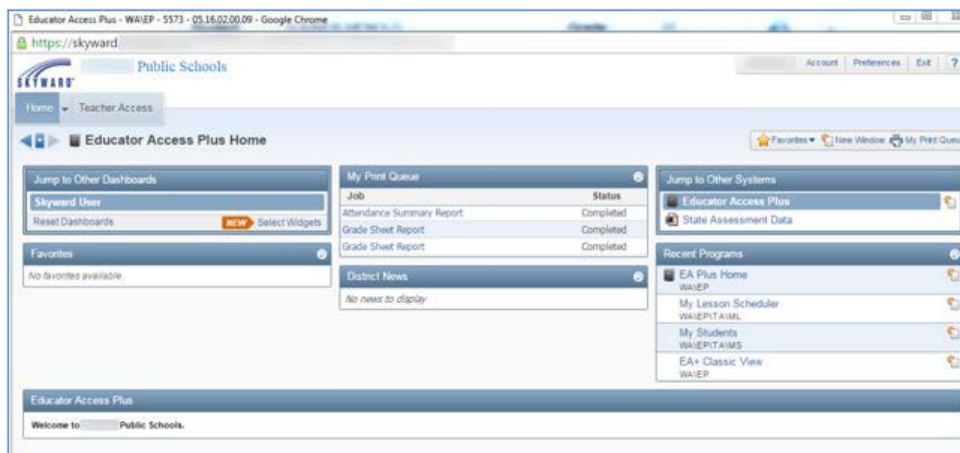 Educator Access Plus - WA\EP - 5573 - 05.16.02.00.09 - Google Chrome
https://skyward.
SKYWARD
Public Schools
Account Preferences Exit ?
Home Teacher Access
Educator Access Plus Home
Favorites New Window My Print Queue
Jump to Other Dashboards
Skyward User
Reset Dashboards NEW Select Widgets
Favorites
No favorites available.
My Print Queue
Job Status
Attendance Summary Report Completed
Grade Sheet Report Completed
Grade Sheet Report Completed
District News
No news to display
Jump to Other Systems
Educator Access Plus
State Assessment Data
Recent Programs
EA Plus Home
WA\EP
My Lesson Scheduler
WA\EP\TA\ML
My Students
WA\EP\TA\MS
EA+ Classic View
WA\EP
Educator Access Plus
Welcome to Public Schools.